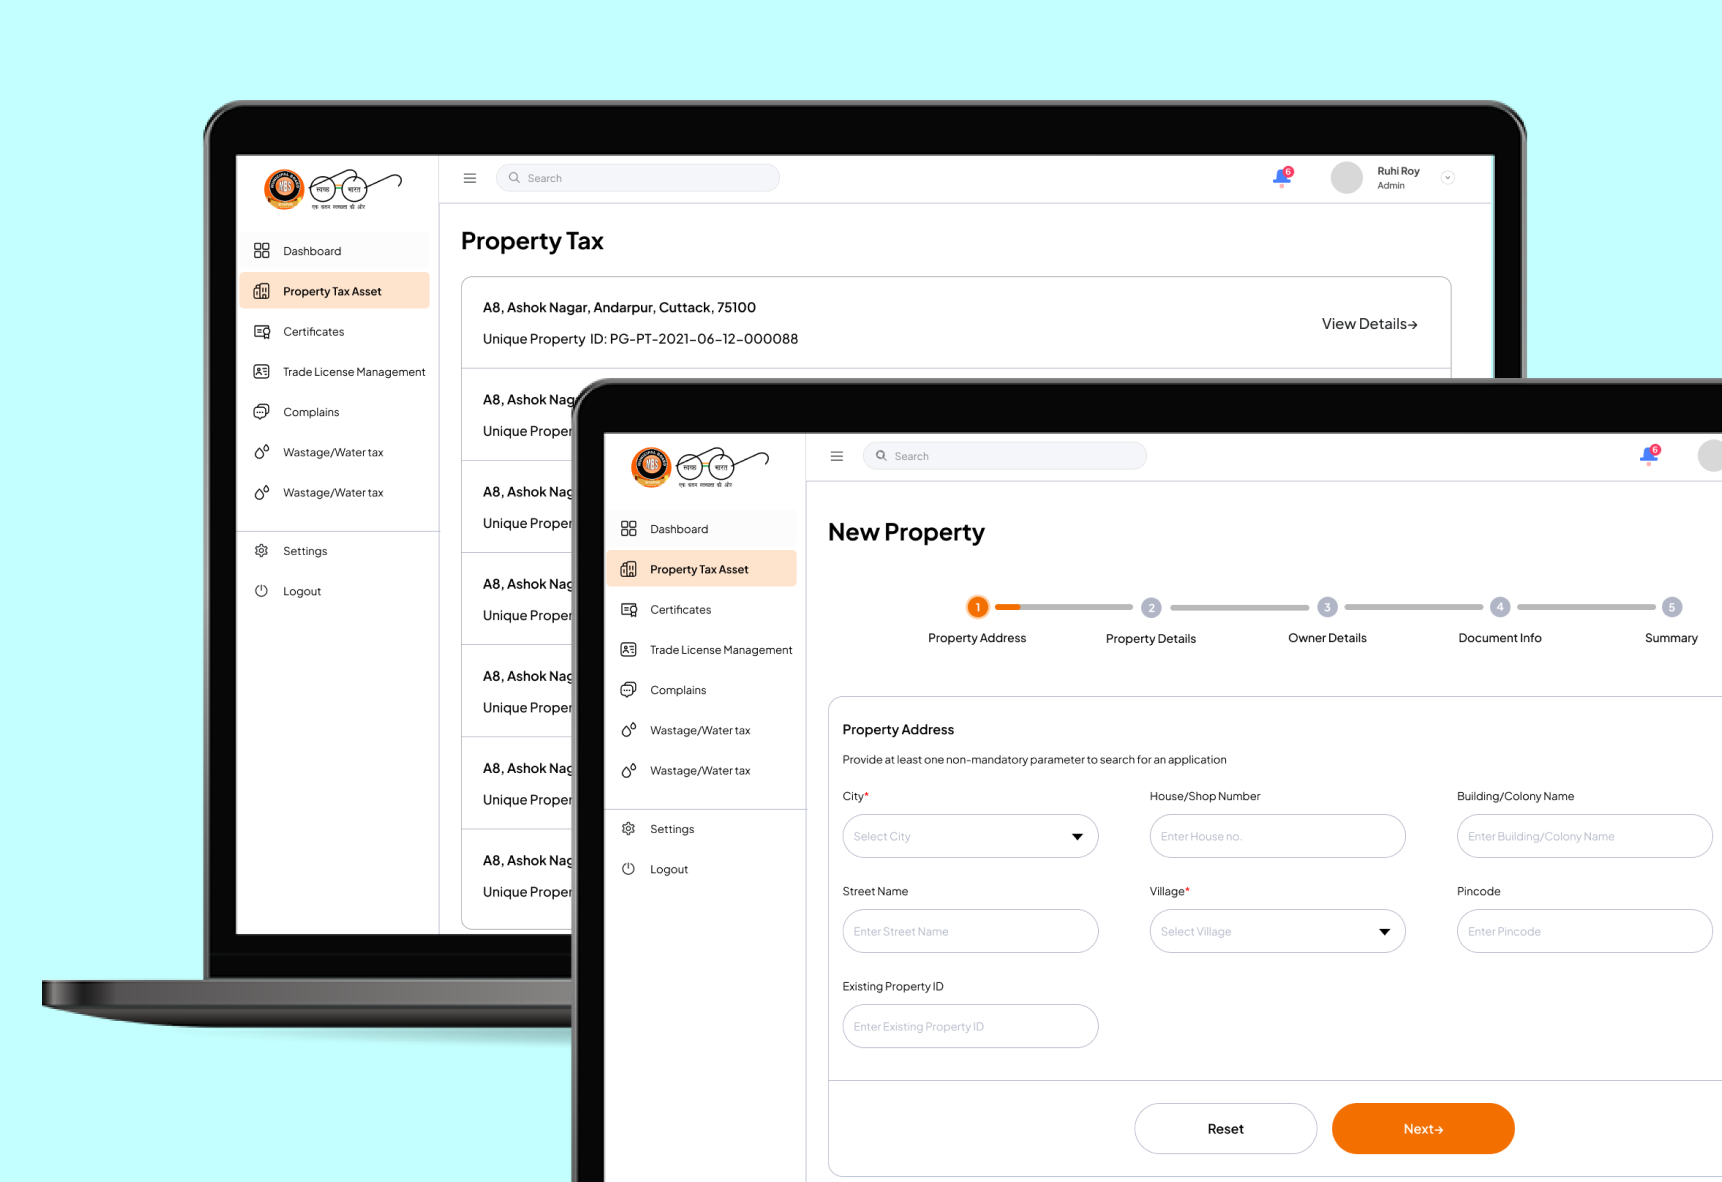 MUNICIPAL BOARD
YBS
स्वच्छ भारत
एक कदम स्वच्छता की ओर
Search
6
Ruhi Roy
Admin
Dashboard
Property Tax Asset
Certificates
Trade License Management
Complains
Wastage/Water tax
Wastage/Water tax
Settings
Logout
Property Tax
A8, Ashok Nagar, Andarpur, Cuttack, 75100
Unique Property ID: PG-PT-2021-06-12-000088
View Details→
A8, Ashok Nag
Unique Proper
A8, Ashok Nag
Unique Proper
A8, Ashok Nag
Unique Proper
A8, Ashok Nag
Unique Proper
A8, Ashok Nag
Unique Proper
A8, Ashok Nag
Unique Proper
MUNICIPAL BOARD
YBS
स्वच्छ भारत
एक कदम स्वच्छता की ओर
Search
6
Dashboard
Property Tax Asset
Certificates
Trade License Management
Complains
Wastage/Water tax
Wastage/Water tax
Settings
Logout
New Property
1 2 3 4 5
Property Address Property Details Owner Details Document Info Summary
Property Address
Provide at least one non-mandatory parameter to search for an application
City* House/Shop Number Building/Colony Name
Select City Enter House no. Enter Building/Colony Name
Street Name Village* Pincode
Enter Street Name Select Village Enter Pincode
Existing Property ID
Enter Existing Property ID
Reset Next→